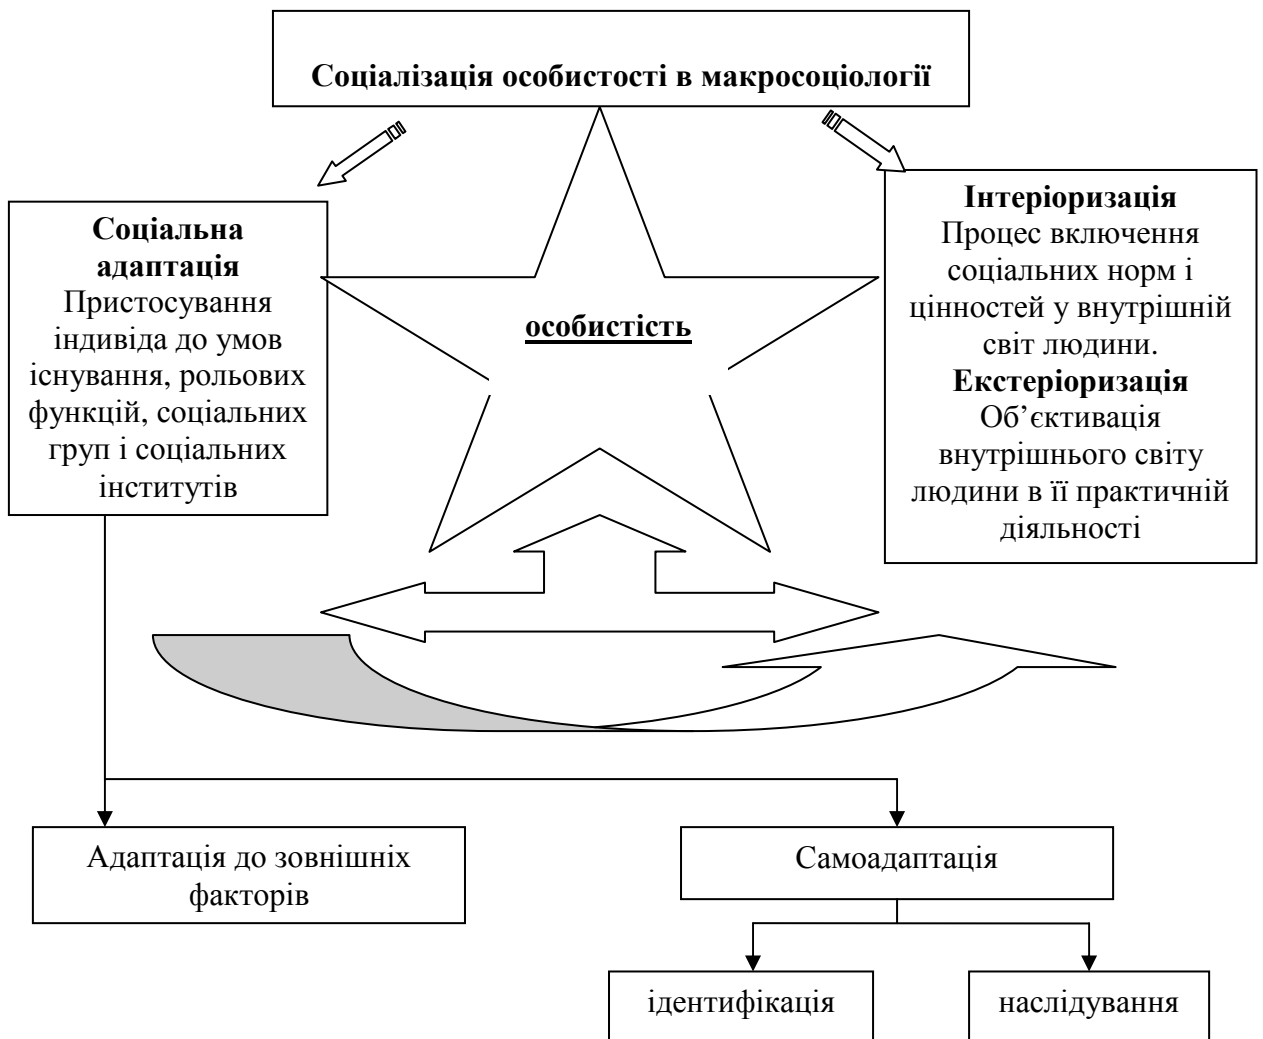 Соціалізація особистості в макросоціології
Соціальна
адаптація
Пристосування
індивіда до умов
існування, рольових
функцій, соціальних
груп і соціальних
інститутів
особистість
Інтеріоризація
Процес включення
соціальних норм і
цінностей у внутрішній
світ людини.
Екстеріоризація
Об’єктивація
внутрішнього світу
людини в її практичній
діяльності
Адаптація до зовнішніх
факторів
Самоадаптація
ідентифікація
наслідування